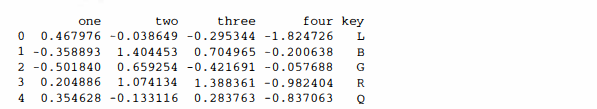 one two three four key
0 0.467976 -0.038649 -0.295344 -1.824726 L
1 -0.358893 1.404453 0.704965 -0.200638 B
2 -0.501840 0.659254 -0.421691 -0.057688 G
3 0.204886 1.074134 1.388361 -0.982404 R
4 0.354628 -0.133116 0.283763 -0.837063 Q